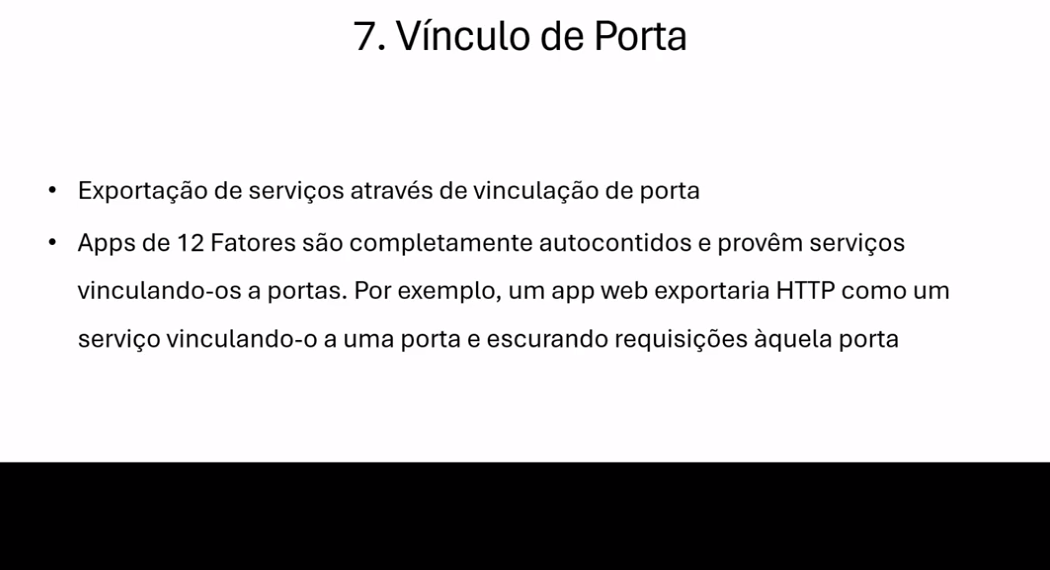 7. Vínculo de Porta
• Exportação de serviços através de vinculação de porta
• Apps de 12 Fatores são completamente autocontidos e provêm serviços
vinculando-os a portas. Por exemplo, um app web exportaria HTTP como um
serviço vinculando-o a uma porta e escurando requisições àquela porta